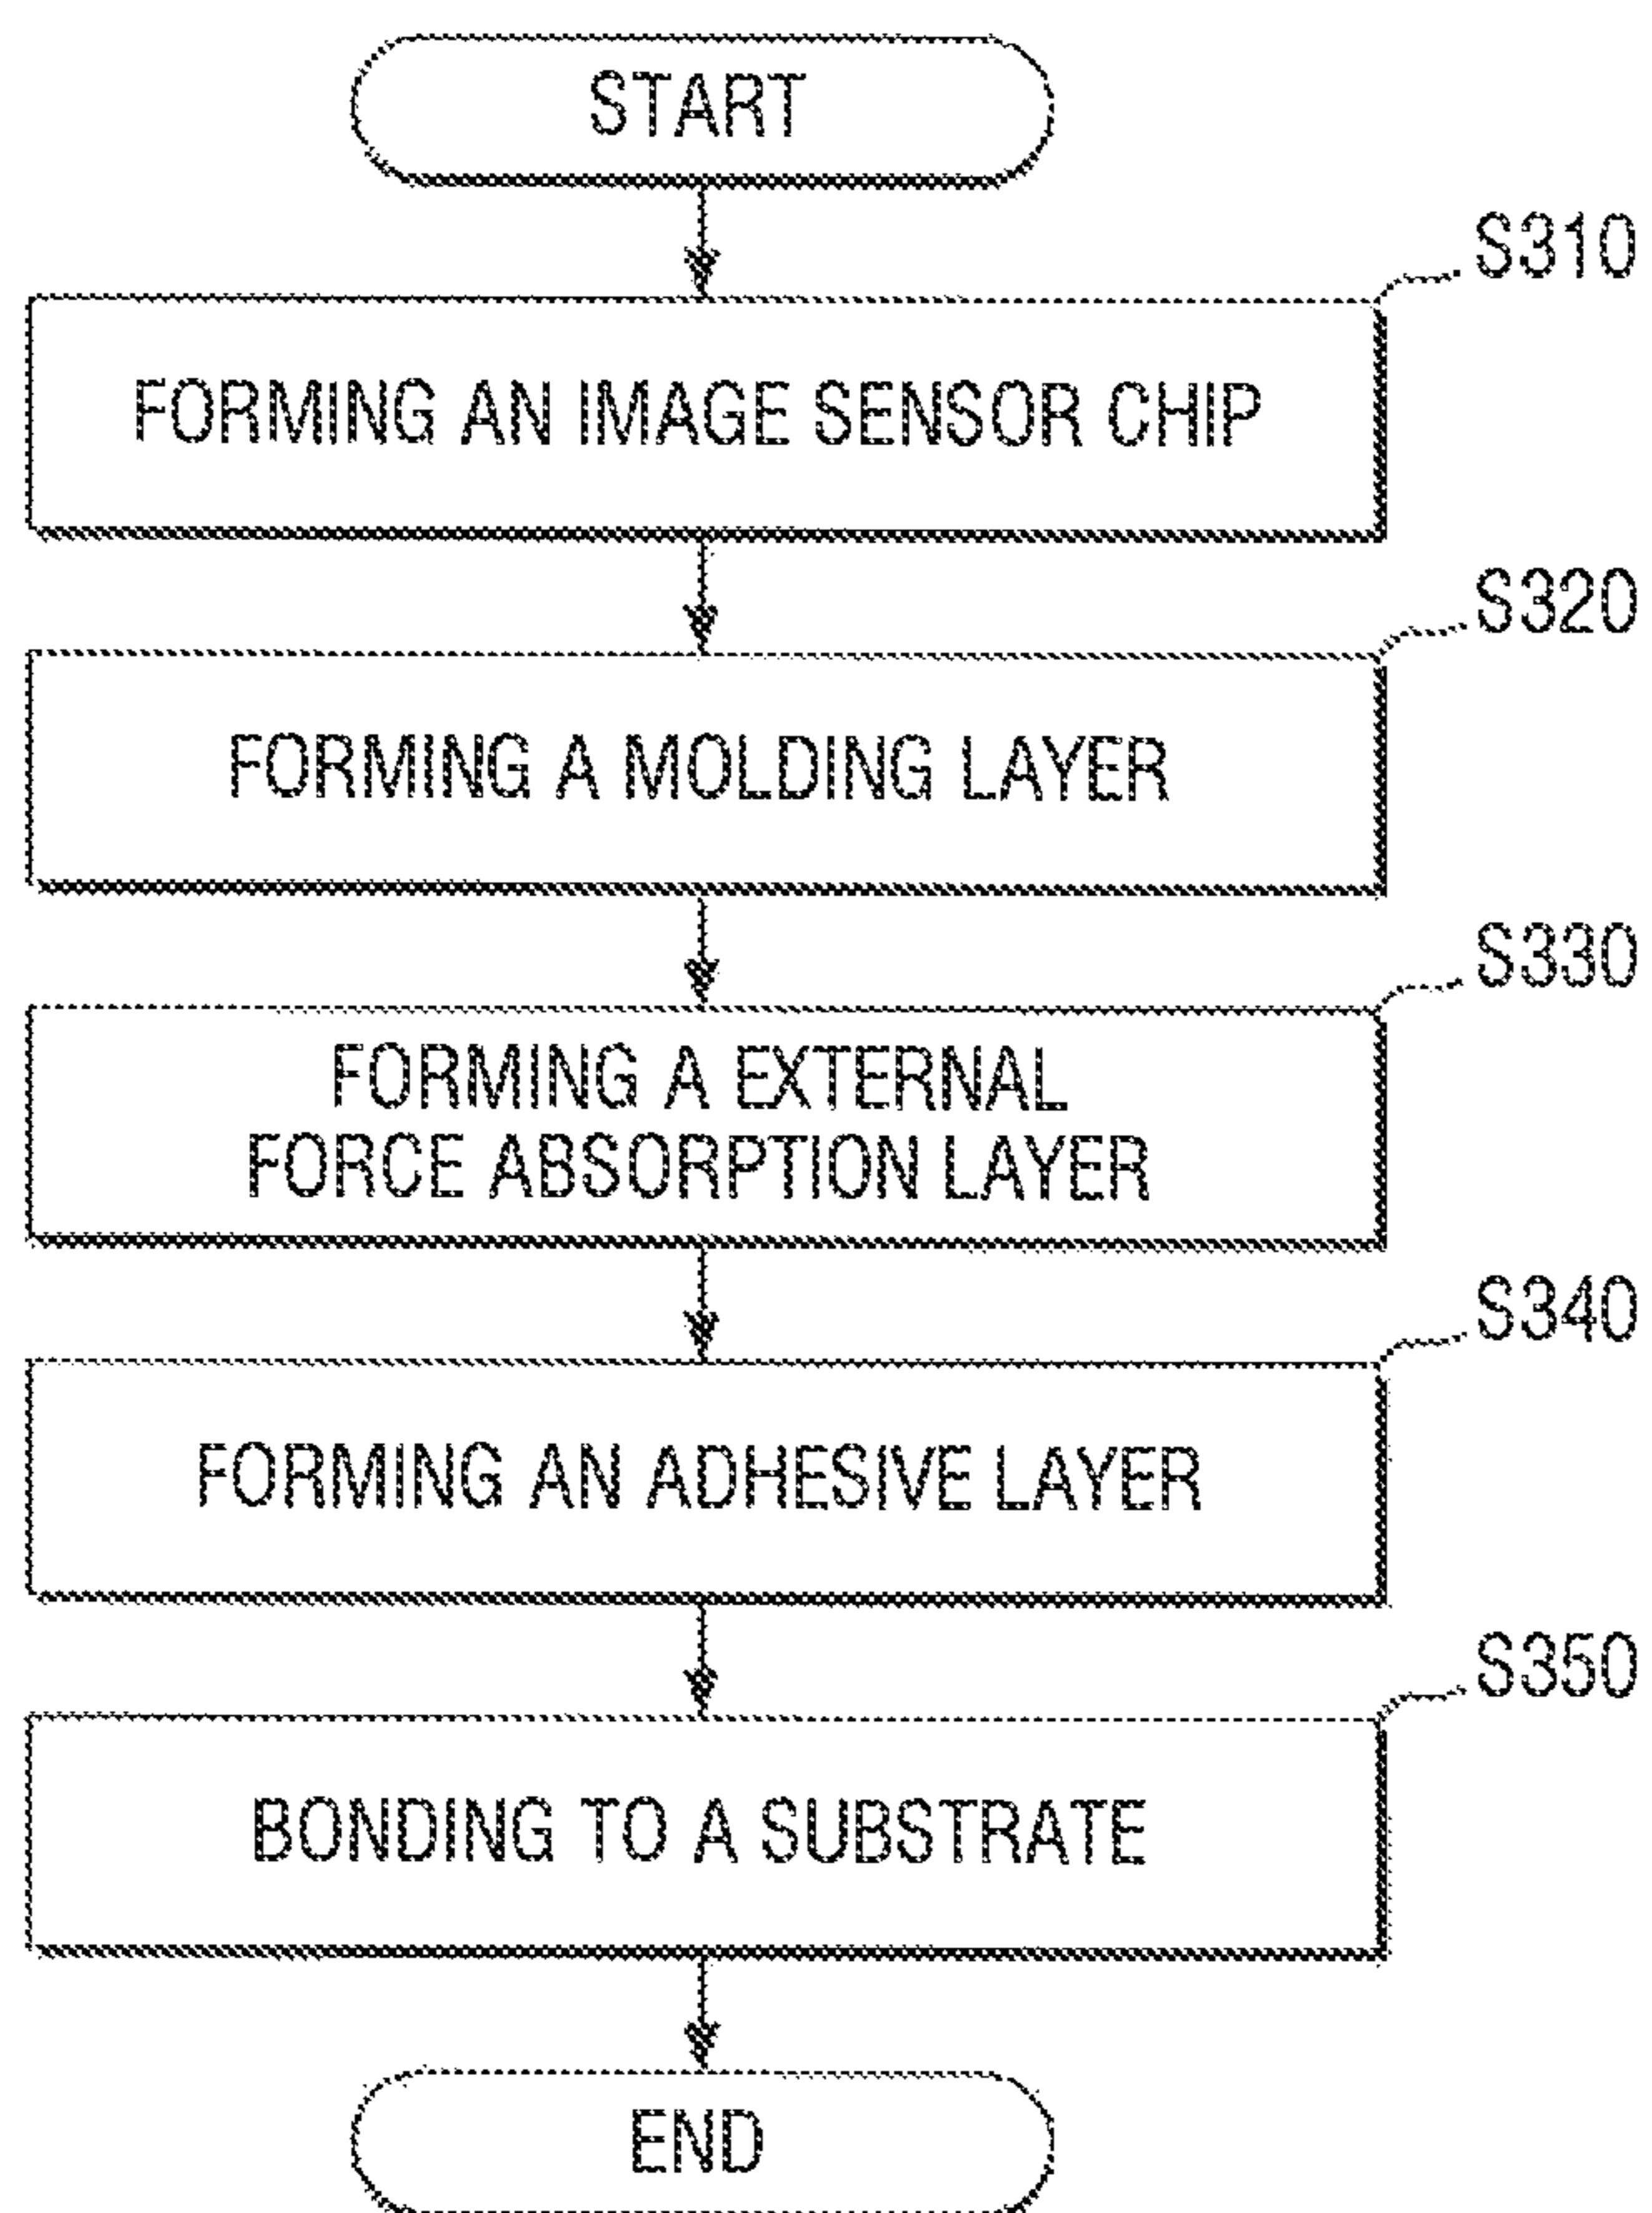 START
S310
FORMING AN IMAGE SENSOR CHIP
S320
FORMING A MOLDING LAYER
S330
FORMING A EXTERNAL
FORCE ABSORPTION LAYER
S340
FORMING AN ADHESIVE LAYER
S350
BONDING TO A SUBSTRATE
END